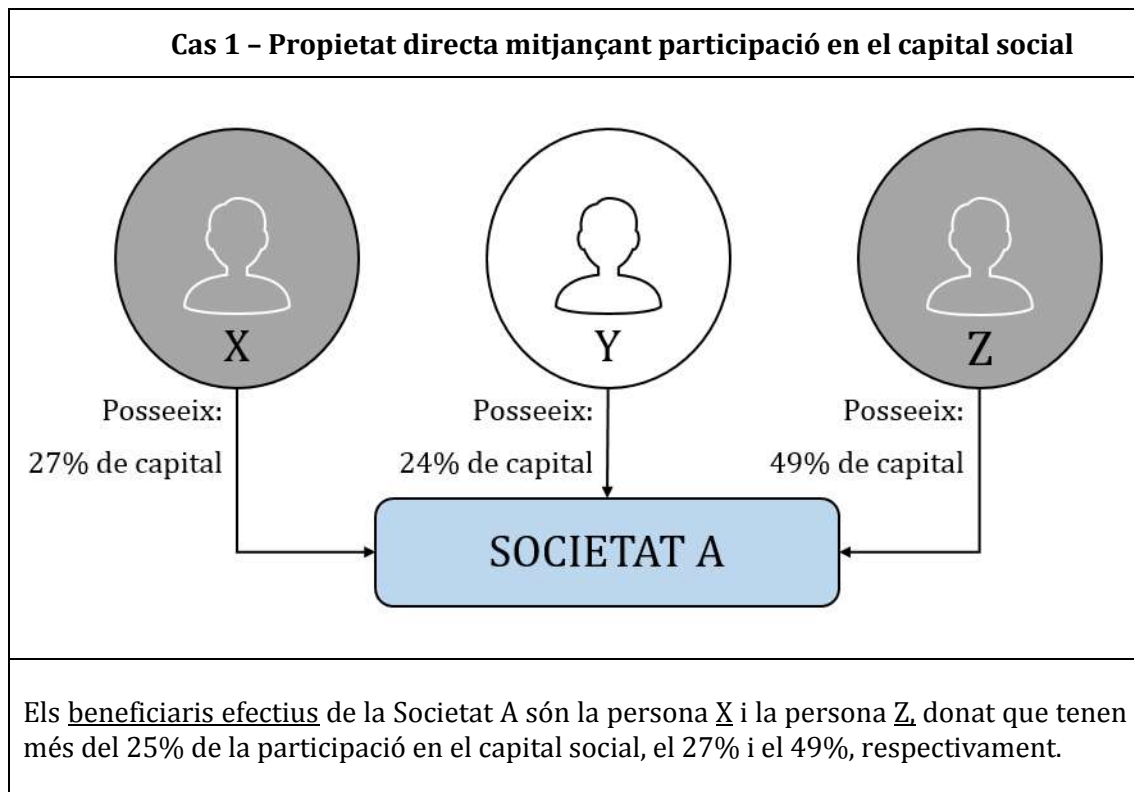 Cas 1 – Propietat directa mitjançant participació en el capital social
X
Y
Z
Posseeix:
27% de capital
Posseeix:
24% de capital
Posseeix:
49% de capital
SOCIETAT A
Els beneficiaris efectius de la Societat A són la persona X i la persona Z, donat que tenen
més del 25% de la participació en el capital social, el 27% i el 49%, respectivament.